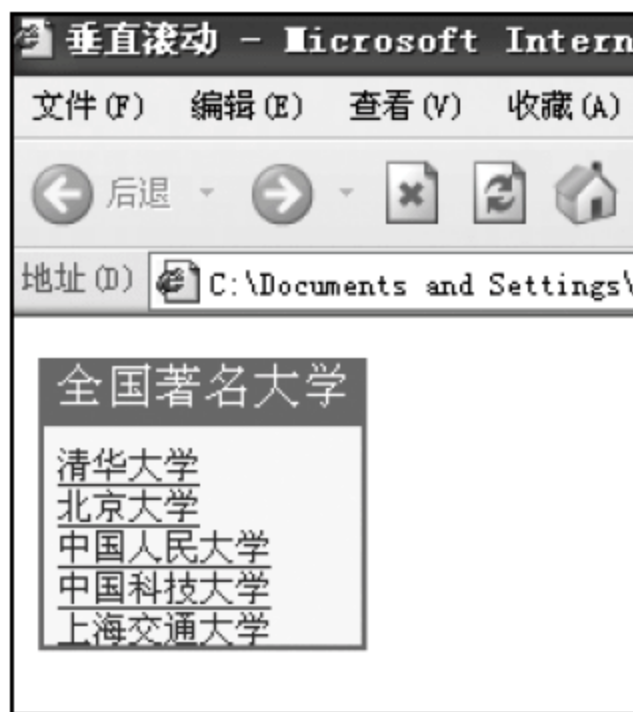 垂直滚动 - Microsoft Intern
文件(F) 编辑(E) 查看(V) 收藏(A)
后退
地址(D) C:\Documents and Settings\
全国著名大学
清华大学
北京大学
中国人民大学
中国科技大学
上海交通大学